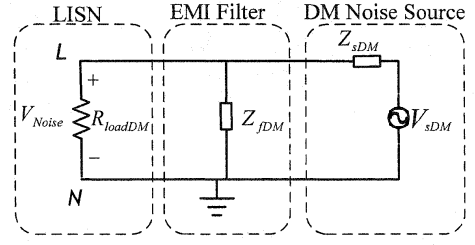 LISN EMI Filter DM Noise Source
L Z_sDM
+
V_Noise R_loadDM Z_fDM V_sDM
−
N